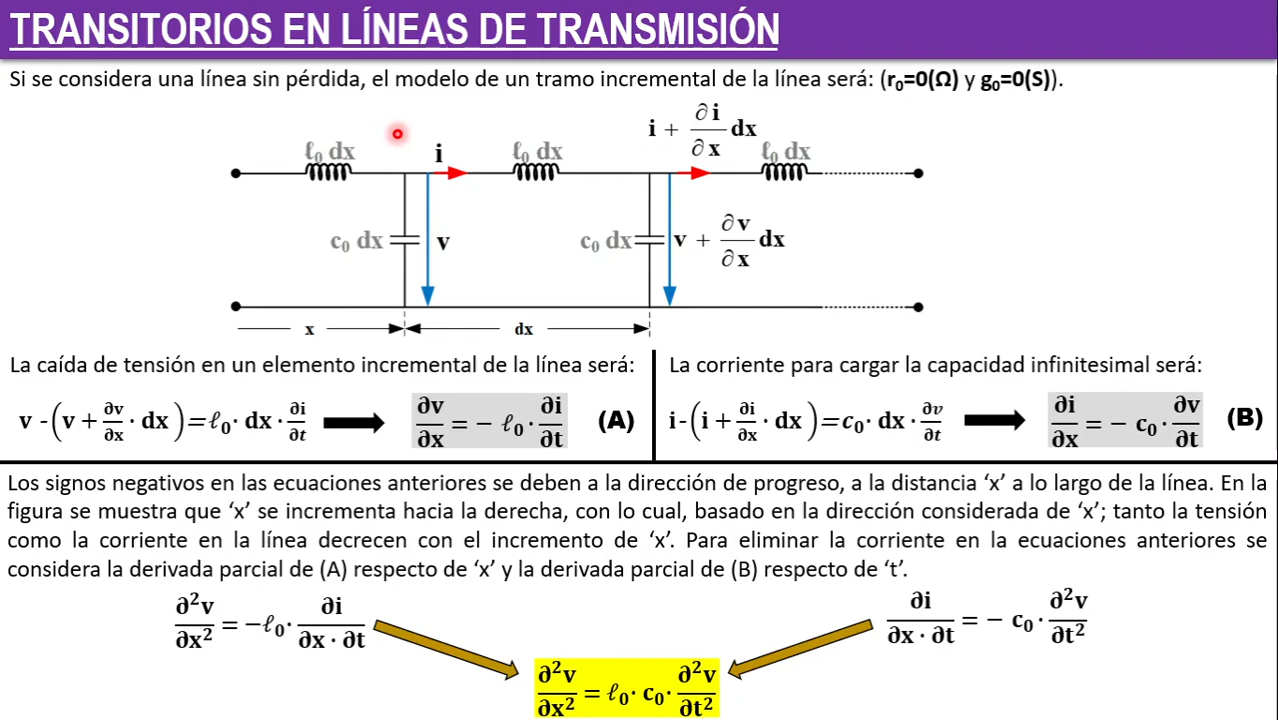 TRANSITORIOS EN LÍNEAS DE TRANSMISIÓN
Si se considera una línea sin pérdida, el modelo de un tramo incremental de la línea será: (r₀=0(Ω) y g₀=0(S)).
i + ∂i/∂x dx
ℓ₀ dx
i
ℓ₀ dx
ℓ₀ dx
c₀ dx
v
c₀ dx
v + ∂v/∂x dx
x
dx
La caída de tensión en un elemento incremental de la línea será:
v -(v + ∂v/∂x · dx)=ℓ₀· dx · ∂i/∂t
∂v/∂x = − ℓ₀ · ∂i/∂t
(A)
La corriente para cargar la capacidad infinitesimal será:
i-(i + ∂i/∂x · dx)=c₀· dx · ∂v/∂t
∂i/∂x = − c₀ · ∂v/∂t
(B)
Los signos negativos en las ecuaciones anteriores se deben a la dirección de progreso, a la distancia ‘x’ a lo largo de la línea. En la
figura se muestra que ‘x’ se incrementa hacia la derecha, con lo cual, basado en la dirección considerada de ‘x’; tanto la tensión
como la corriente en la línea decrecen con el incremento de ‘x’. Para eliminar la corriente en la ecuaciones anteriores se
considera la derivada parcial de (A) respecto de ‘x’ y la derivada parcial de (B) respecto de ‘t’.
∂²v/∂x² = −ℓ₀· ∂i/∂x · ∂t
∂i/∂x · ∂t = − c₀ · ∂²v/∂t²
∂²v/∂x² = ℓ₀· c₀ · ∂²v/∂t²